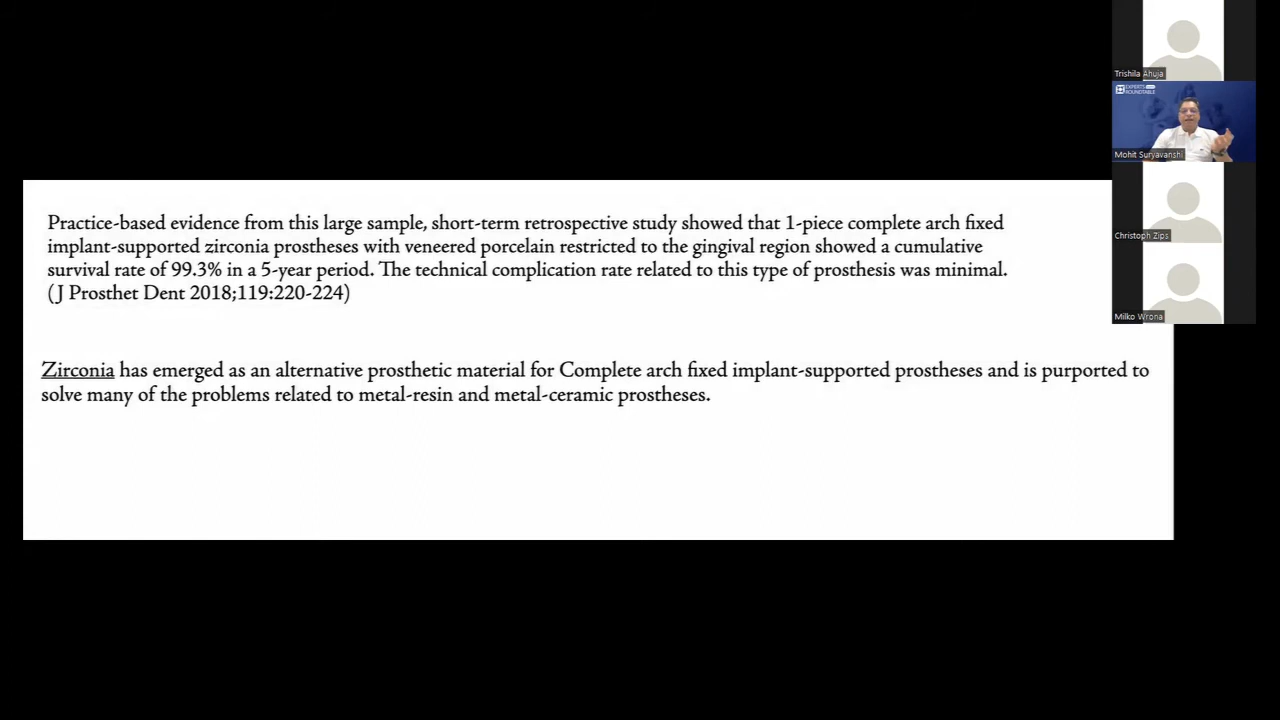 Practice-based evidence from this large sample, short-term retrospective study showed that 1-piece complete arch fixed
implant-supported zirconia prostheses with veneered porcelain restricted to the gingival region showed a cumulative
survival rate of 99.3% in a 5-year period. The technical complication rate related to this type of prosthesis was minimal.
( J Prosthet Dent 2018;119:220-224)
Zirconia has emerged as an alternative prosthetic material for Complete arch fixed implant-supported prostheses and is purported to
solve many of the problems related to metal-resin and metal-ceramic prostheses.
Trishila Ahuja
EXPERTS
ROUNDTABLE
Mohit Suryavanshi
Christoph Zips
Milko Wrona